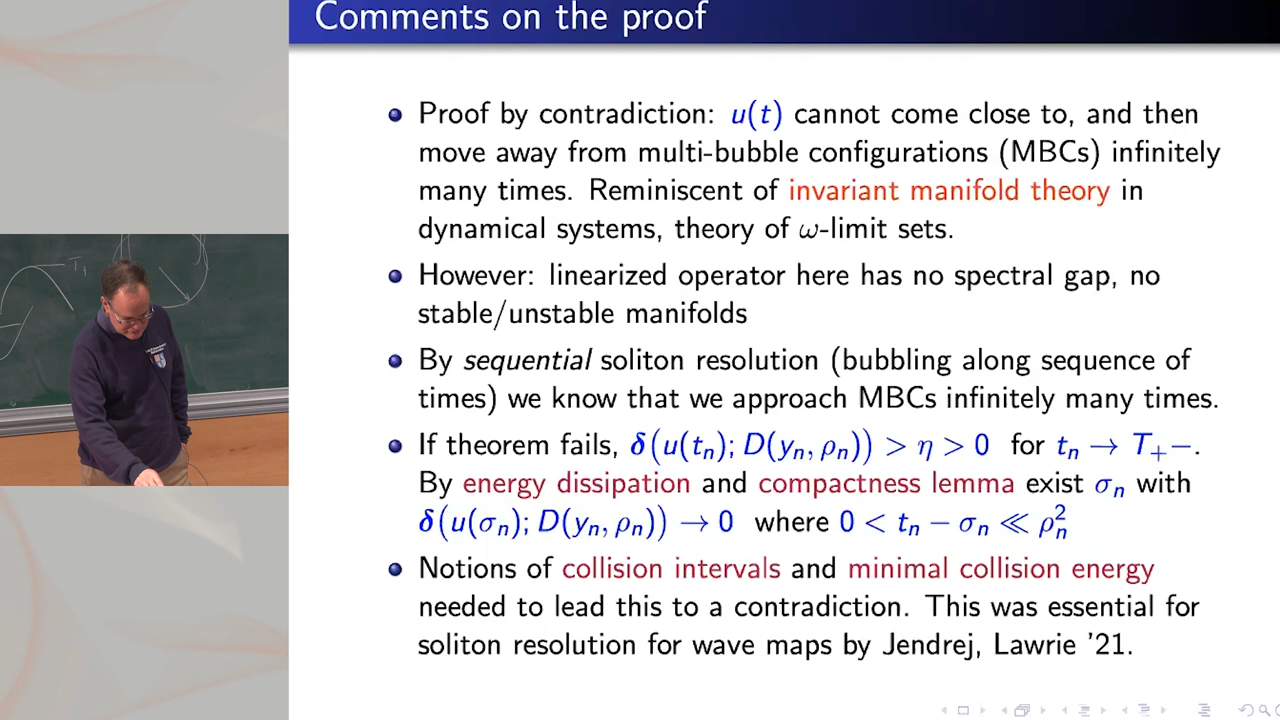 Comments on the proof
Proof by contradiction: u(t) cannot come close to, and then
move away from multi-bubble configurations (MBCs) infinitely
many times. Reminiscent of invariant manifold theory in
dynamical systems, theory of ω-limit sets.
However: linearized operator here has no spectral gap, no
stable/unstable manifolds
By sequential soliton resolution (bubbling along sequence of
times) we know that we approach MBCs infinitely many times.
If theorem fails, δ(u(tₙ); D(yₙ, ρₙ)) > η > 0 for tₙ → T₊−.
By energy dissipation and compactness lemma exist σₙ with
δ(u(σₙ); D(yₙ, ρₙ)) → 0 where 0 < tₙ − σₙ ≪ ρₙ²
Notions of collision intervals and minimal collision energy
needed to lead this to a contradiction. This was essential for
soliton resolution for wave maps by Jendrej, Lawrie '21.